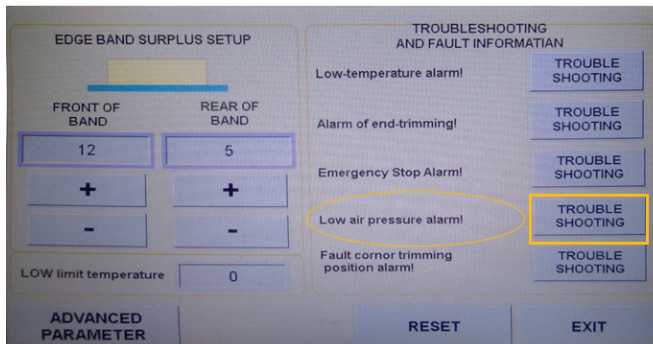 EDGE BAND SURPLUS SETUP
FRONT OF
BAND
REAR OF
BAND
12
5
+
+
-
-
LOW limit temperature
0
TROUBLESHOOTING
AND FAULT INFORMATIAN
Low-temperature alarm!
TROUBLE
SHOOTING
Alarm of end-trimming!
TROUBLE
SHOOTING
Emergency Stop Alarm!
TROUBLE
SHOOTING
Low air pressure alarm!
TROUBLE
SHOOTING
Fault cornor trimming
position alarm!
TROUBLE
SHOOTING
ADVANCED
PARAMETER
RESET
EXIT